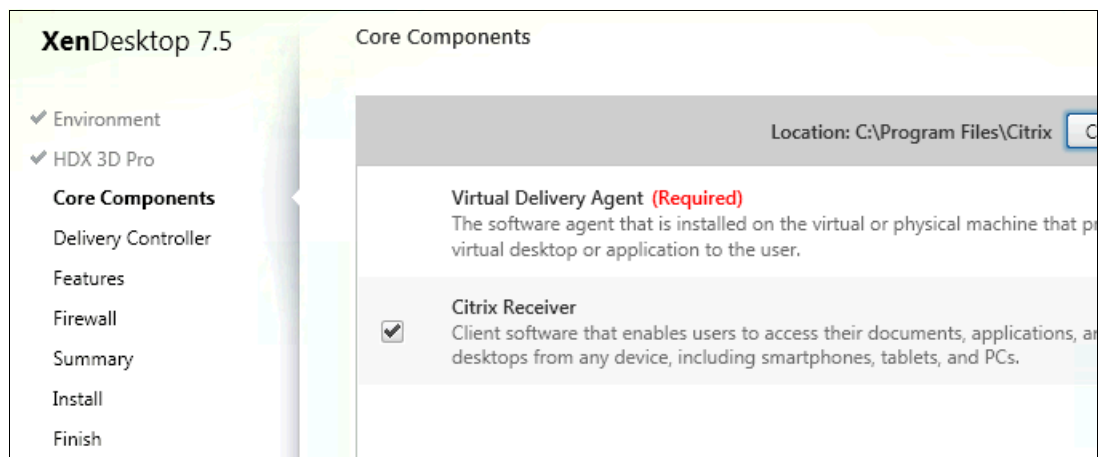 XenDesktop 7.5
Environment
HDX 3D Pro
Core Components
Delivery Controller
Features
Firewall
Summary
Install
Finish
Core Components
Location: C:\Program Files\Citrix
Virtual Delivery Agent (Required)
The software agent that is installed on the virtual or physical machine that
virtual desktop or application to the user.
Citrix Receiver
Client software that enables users to access their documents, applications,
desktops from any device, including smartphones, tablets, and PCs.